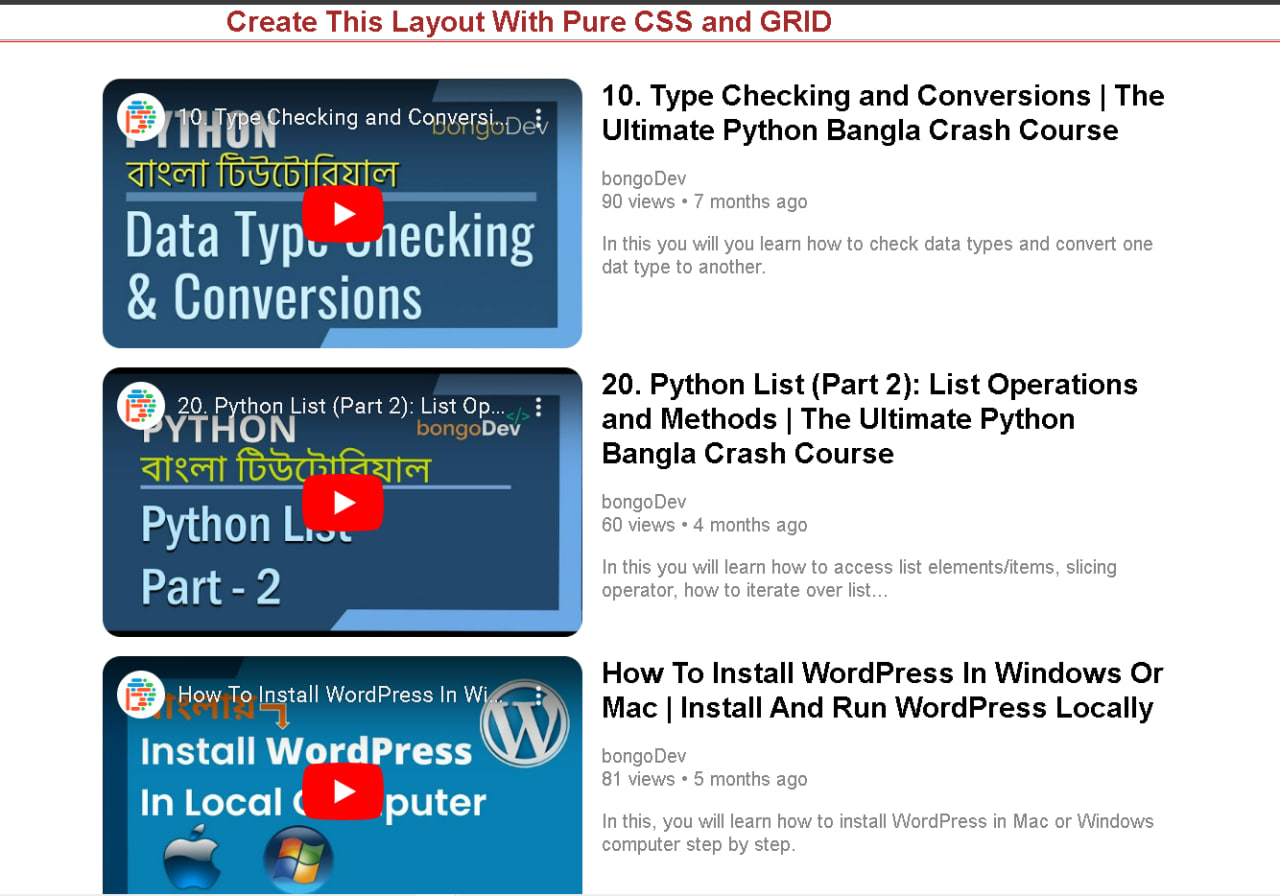 Create This Layout With Pure CSS and GRID
10. Type Checking and Conversi...
PYTHON
bongoDev
বাংলা টিউটোরিয়াল
Data Type Checking
& Conversions
10. Type Checking and Conversions | The
Ultimate Python Bangla Crash Course
bongoDev
90 views • 7 months ago
In this you will you learn how to check data types and convert one
dat type to another.
20. Python List (Part 2): List Op...
</>
PYTHON
bongoDev
বাংলা টিউটোরিয়াল
Python List
Part - 2
20. Python List (Part 2): List Operations
and Methods | The Ultimate Python
Bangla Crash Course
bongoDev
60 views • 4 months ago
In this you will learn how to access list elements/items, slicing
operator, how to iterate over list…
How To Install WordPress In Wi...
বাংলায়
Install WordPress
In Local Computer
How To Install WordPress In Windows Or
Mac | Install And Run WordPress Locally
bongoDev
81 views • 5 months ago
In this, you will learn how to install WordPress in Mac or Windows
computer step by step.